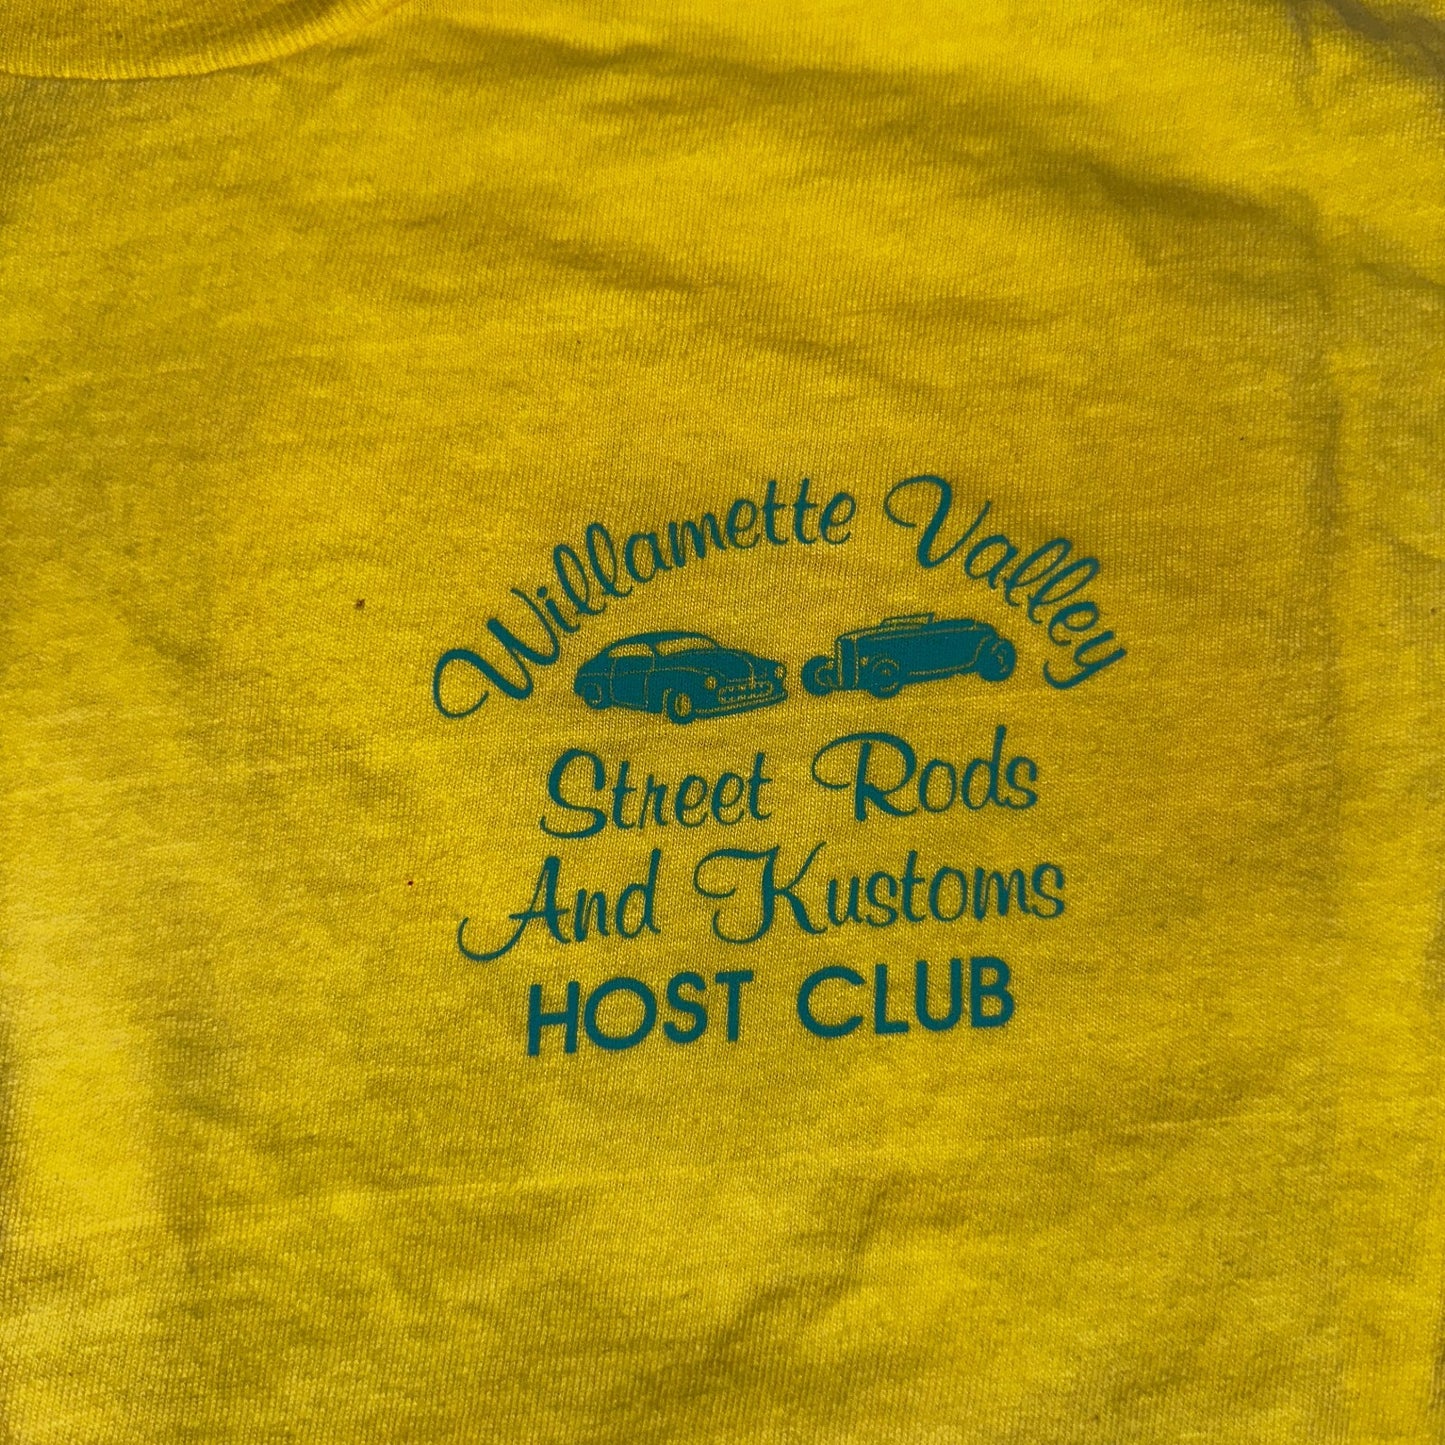 Willamette Valley
Street Rods
And Kustoms
HOST CLUB